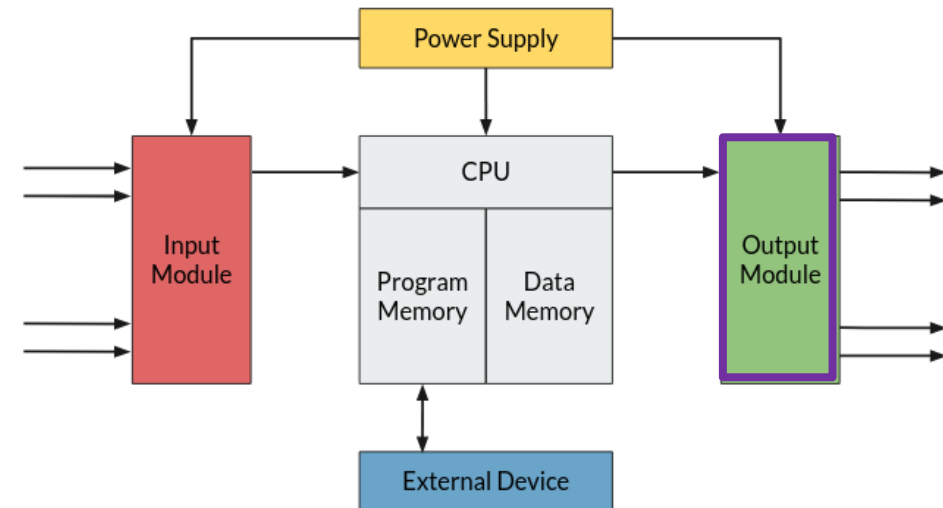 Power Supply
CPU
Input
Module
Program
Memory
Data
Memory
Output
Module
External Device